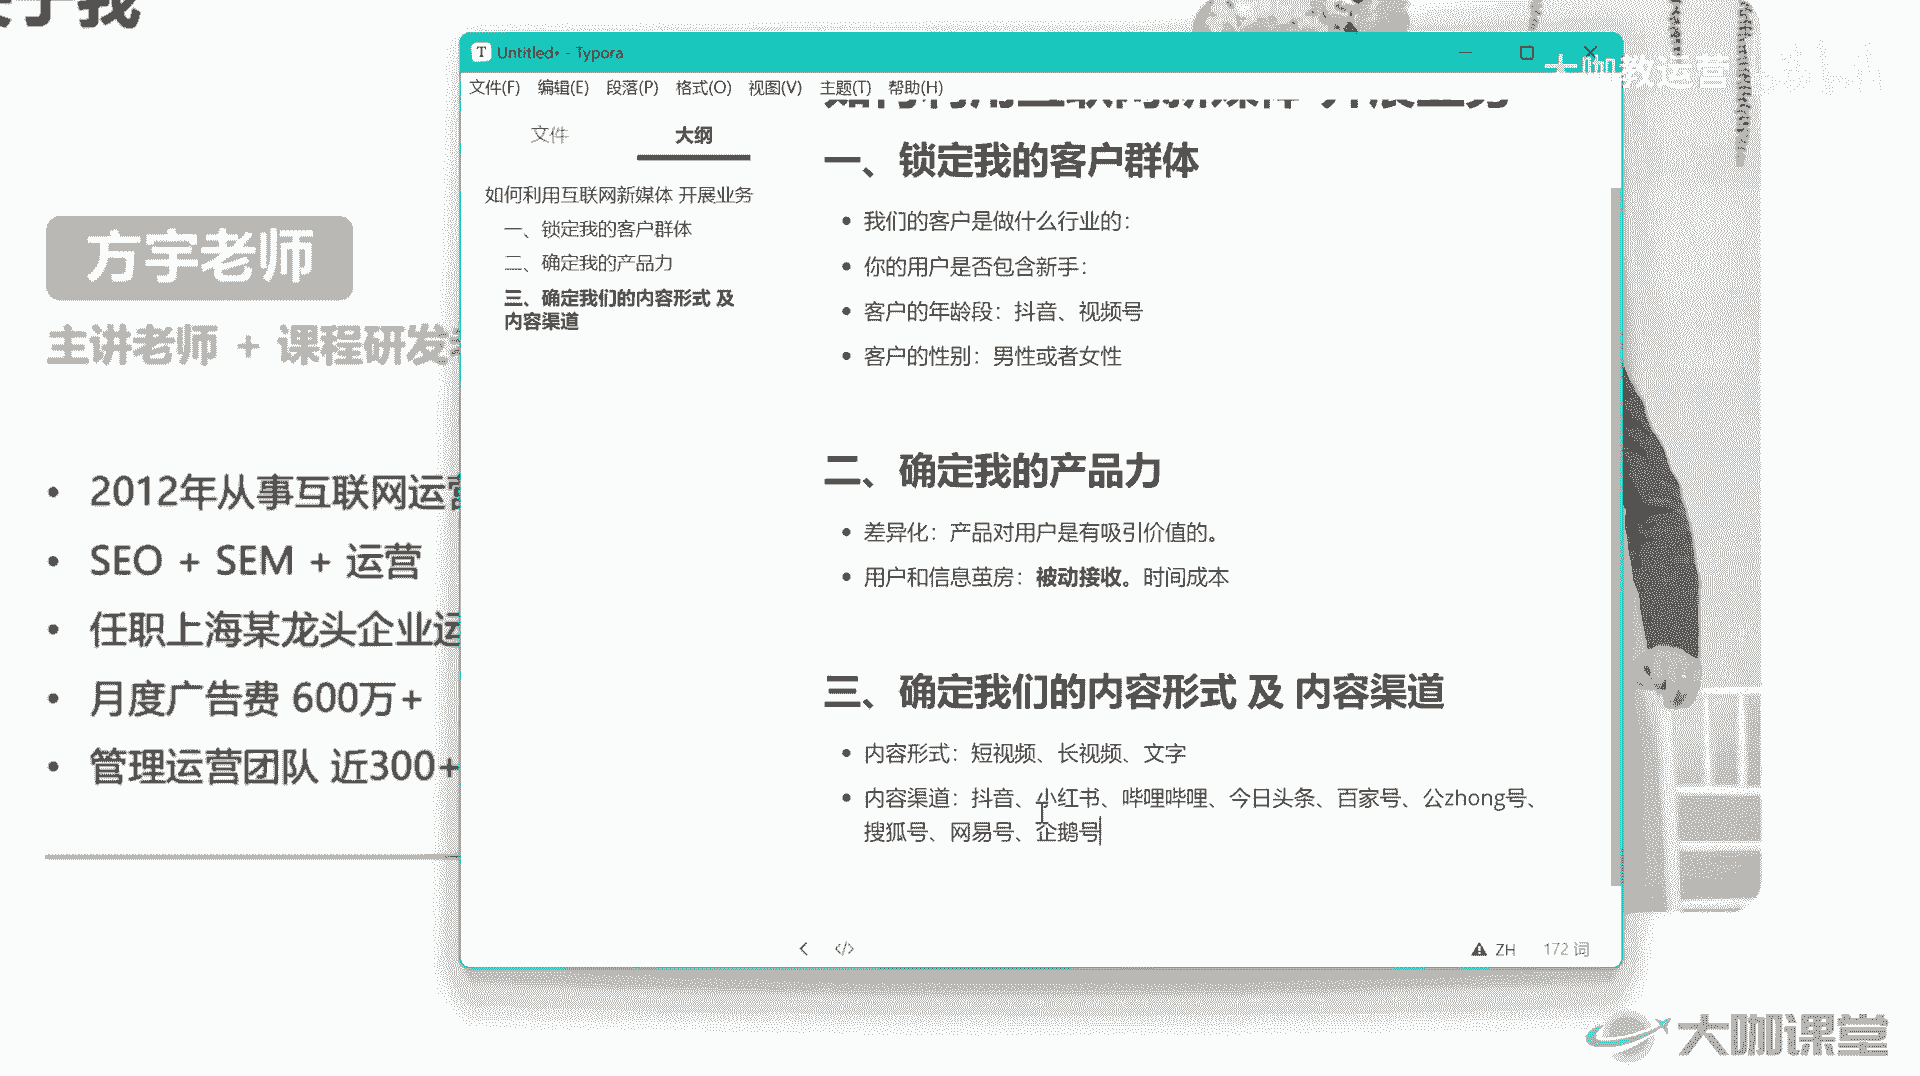 Untitled• - Typora
大咖教运营
文件(F) 编辑(E) 段落(P) 格式(O) 视图(V) 主题(T) 帮助(H)
文件 大纲
如何利用互联网新媒体 开展业务
一、锁定我的客户群体
二、确定我的产品力
三、确定我们的内容形式 及
内容渠道
如何利用互联网新媒体 开展业务
一、锁定我的客户群体
我们的客户是做什么行业的：
你的用户是否包含新手：
客户的年龄段：抖音、视频号
客户的性别：男性或者女性
二、确定我的产品力
差异化：产品对用户是有吸引价值的。
用户和信息茧房：被动接收。时间成本
三、确定我们的内容形式 及 内容渠道
内容形式：短视频、长视频、文字
内容渠道：抖音、小红书、哔哩哔哩、今日头条、百家号、公zhong号、
搜狐号、网易号、企鹅号
ZH 172 词
方宇老师
主讲老师 + 课程研发
2012年从事互联网运营
SEO + SEM + 运营
任职上海某龙头企业运
月度广告费 600万+
管理运营团队 近300+
大咖课堂